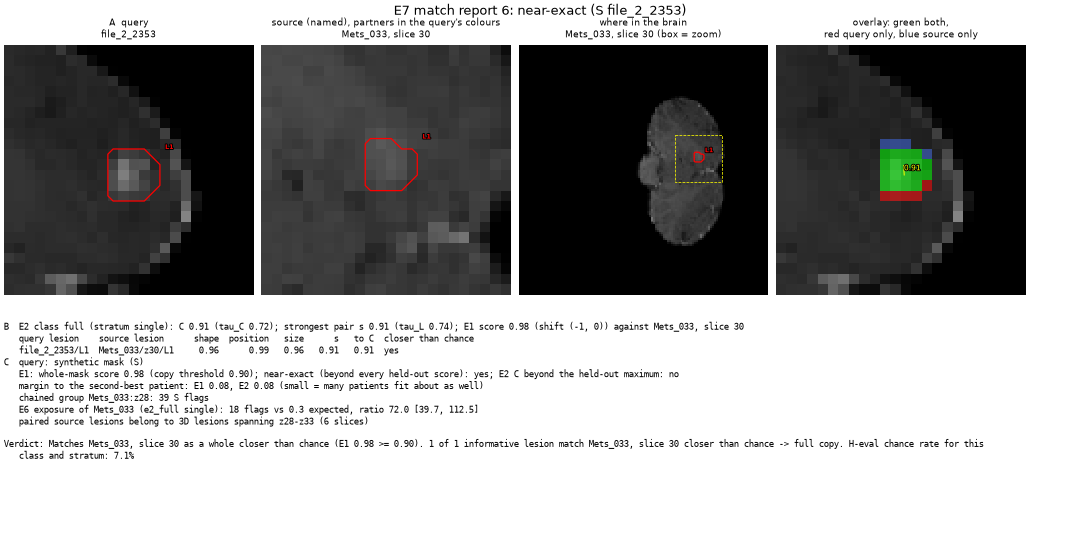 E7 match report 6: near-exact (S file_2_2353)
A query
file_2_2353
source (named), partners in the query's colours
Mets_033, slice 30
where in the brain
Mets_033, slice 30 (box = zoom)
overlay: green both,
red query only, blue source only
L1
L1
L1
0.91
B E2 class full (stratum single): C 0.91 (tau_C 0.72); strongest pair s 0.91 (tau_L 0.74); E1 score 0.98 (shift (-1, 0)) against Mets_033, slice 30
query lesion source lesion shape position size s to C closer than chance
file_2_2353/L1 Mets_033/z30/L1 0.96 0.99 0.96 0.91 0.91 yes
C query: synthetic mask (S)
E1: whole-mask score 0.98 (copy threshold 0.90); near-exact (beyond every held-out score): yes; E2 C beyond the held-out maximum: no
margin to the second-best patient: E1 0.08, E2 0.08 (small = many patients fit about as well)
chained group Mets_033:z28: 39 S flags
E6 exposure of Mets_033 (e2_full single): 18 flags vs 0.3 expected, ratio 72.0 [39.7, 112.5]
paired source lesions belong to 3D lesions spanning z28-z33 (6 slices)
Verdict: Matches Mets_033, slice 30 as a whole closer than chance (E1 0.98 >= 0.90). 1 of 1 informative lesion match Mets_033, slice 30 closer than chance -> full copy. H-eval chance rate for this
class and stratum: 7.1%